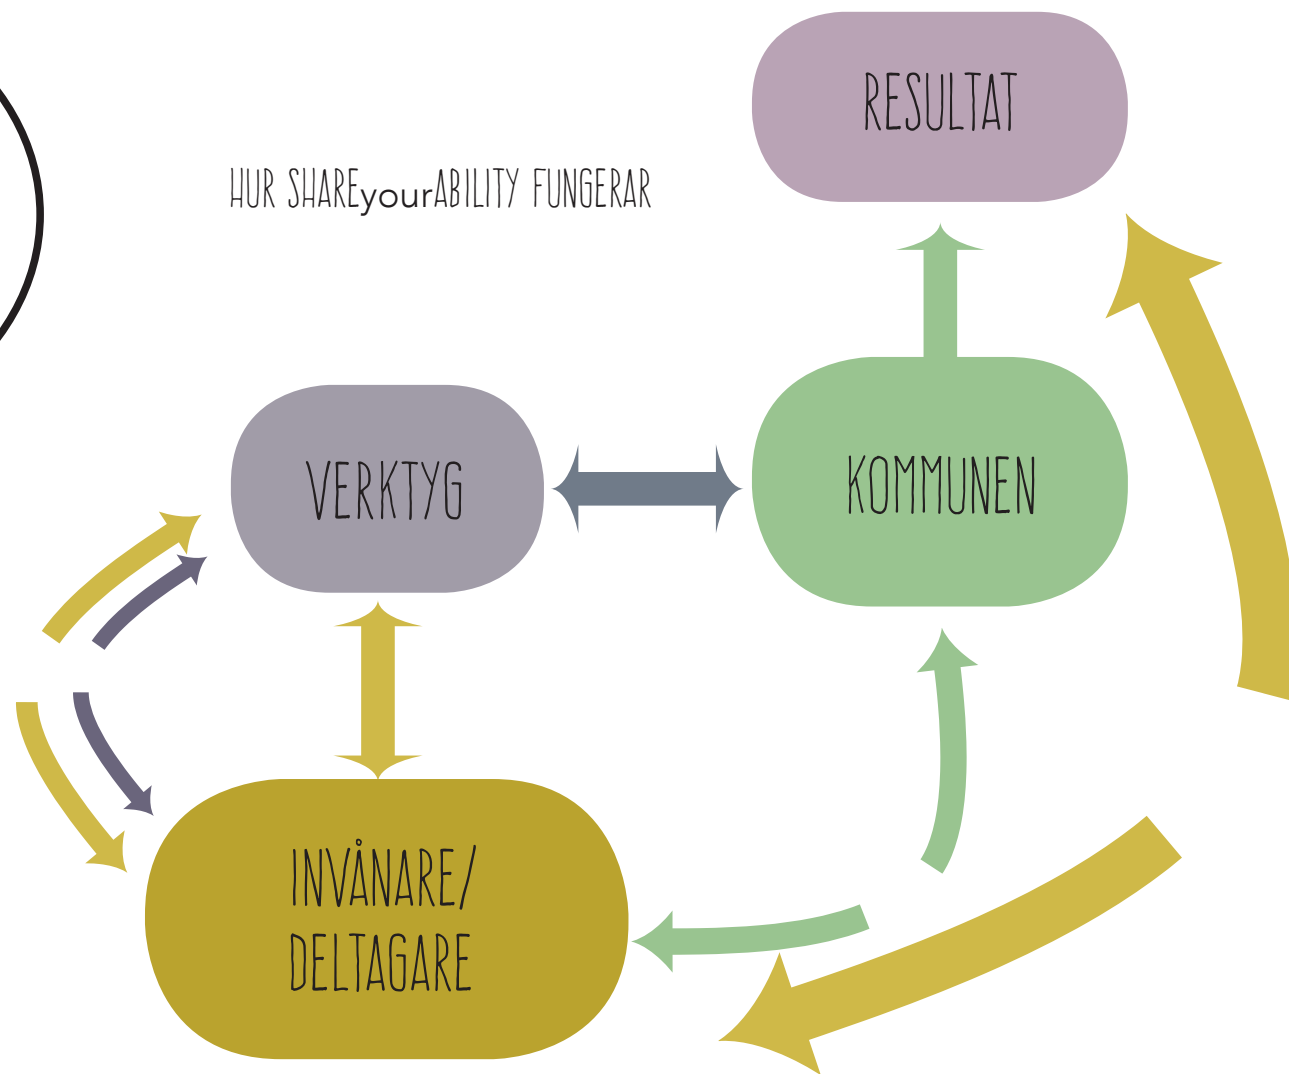 RESULTAT
HUR SHAREyourABILITY FUNGERAR
VERKTYG
KOMMUNEN
INVÅNARE/
DELTAGARE